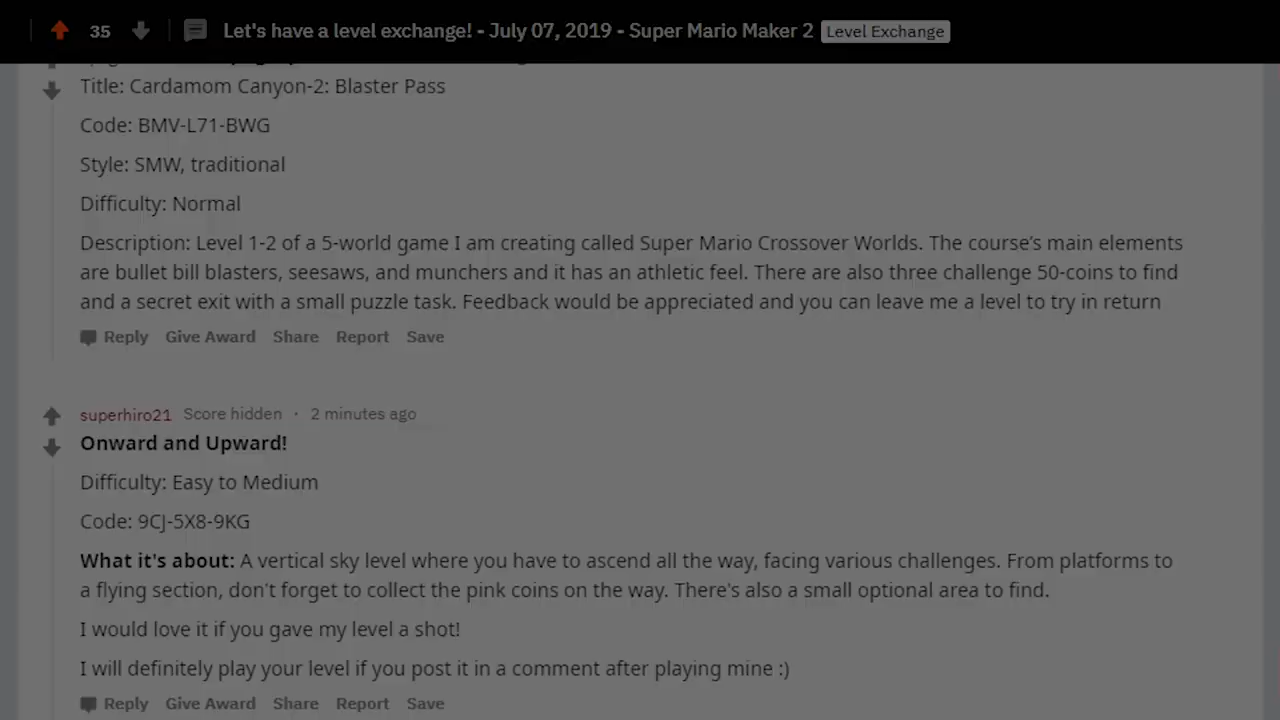 35
Let's have a level exchange! - July 07, 2019 - Super Mario Maker 2 Level Exchange
Title: Cardamom Canyon-2: Blaster Pass
Code: BMV-L71-BWG
Style: SMW, traditional
Difficulty: Normal
Description: Level 1-2 of a 5-world game I am creating called Super Mario Crossover Worlds. The course's main elements
are bullet bill blasters, seesaws, and munchers and it has an athletic feel. There are also three challenge 50-coins to find
and a secret exit with a small puzzle task. Feedback would be appreciated and you can leave me a level to try in return
Reply Give Award Share Report Save
superhiro21 Score hidden · 2 minutes ago
Onward and Upward!
Difficulty: Easy to Medium
Code: 9CJ-5X8-9KG
What it's about: A vertical sky level where you have to ascend all the way, facing various challenges. From platforms to
a flying section, don't forget to collect the pink coins on the way. There's also a small optional area to find.
I would love it if you gave my level a shot!
I will definitely play your level if you post it in a comment after playing mine :)
Reply Give Award Share Report Save